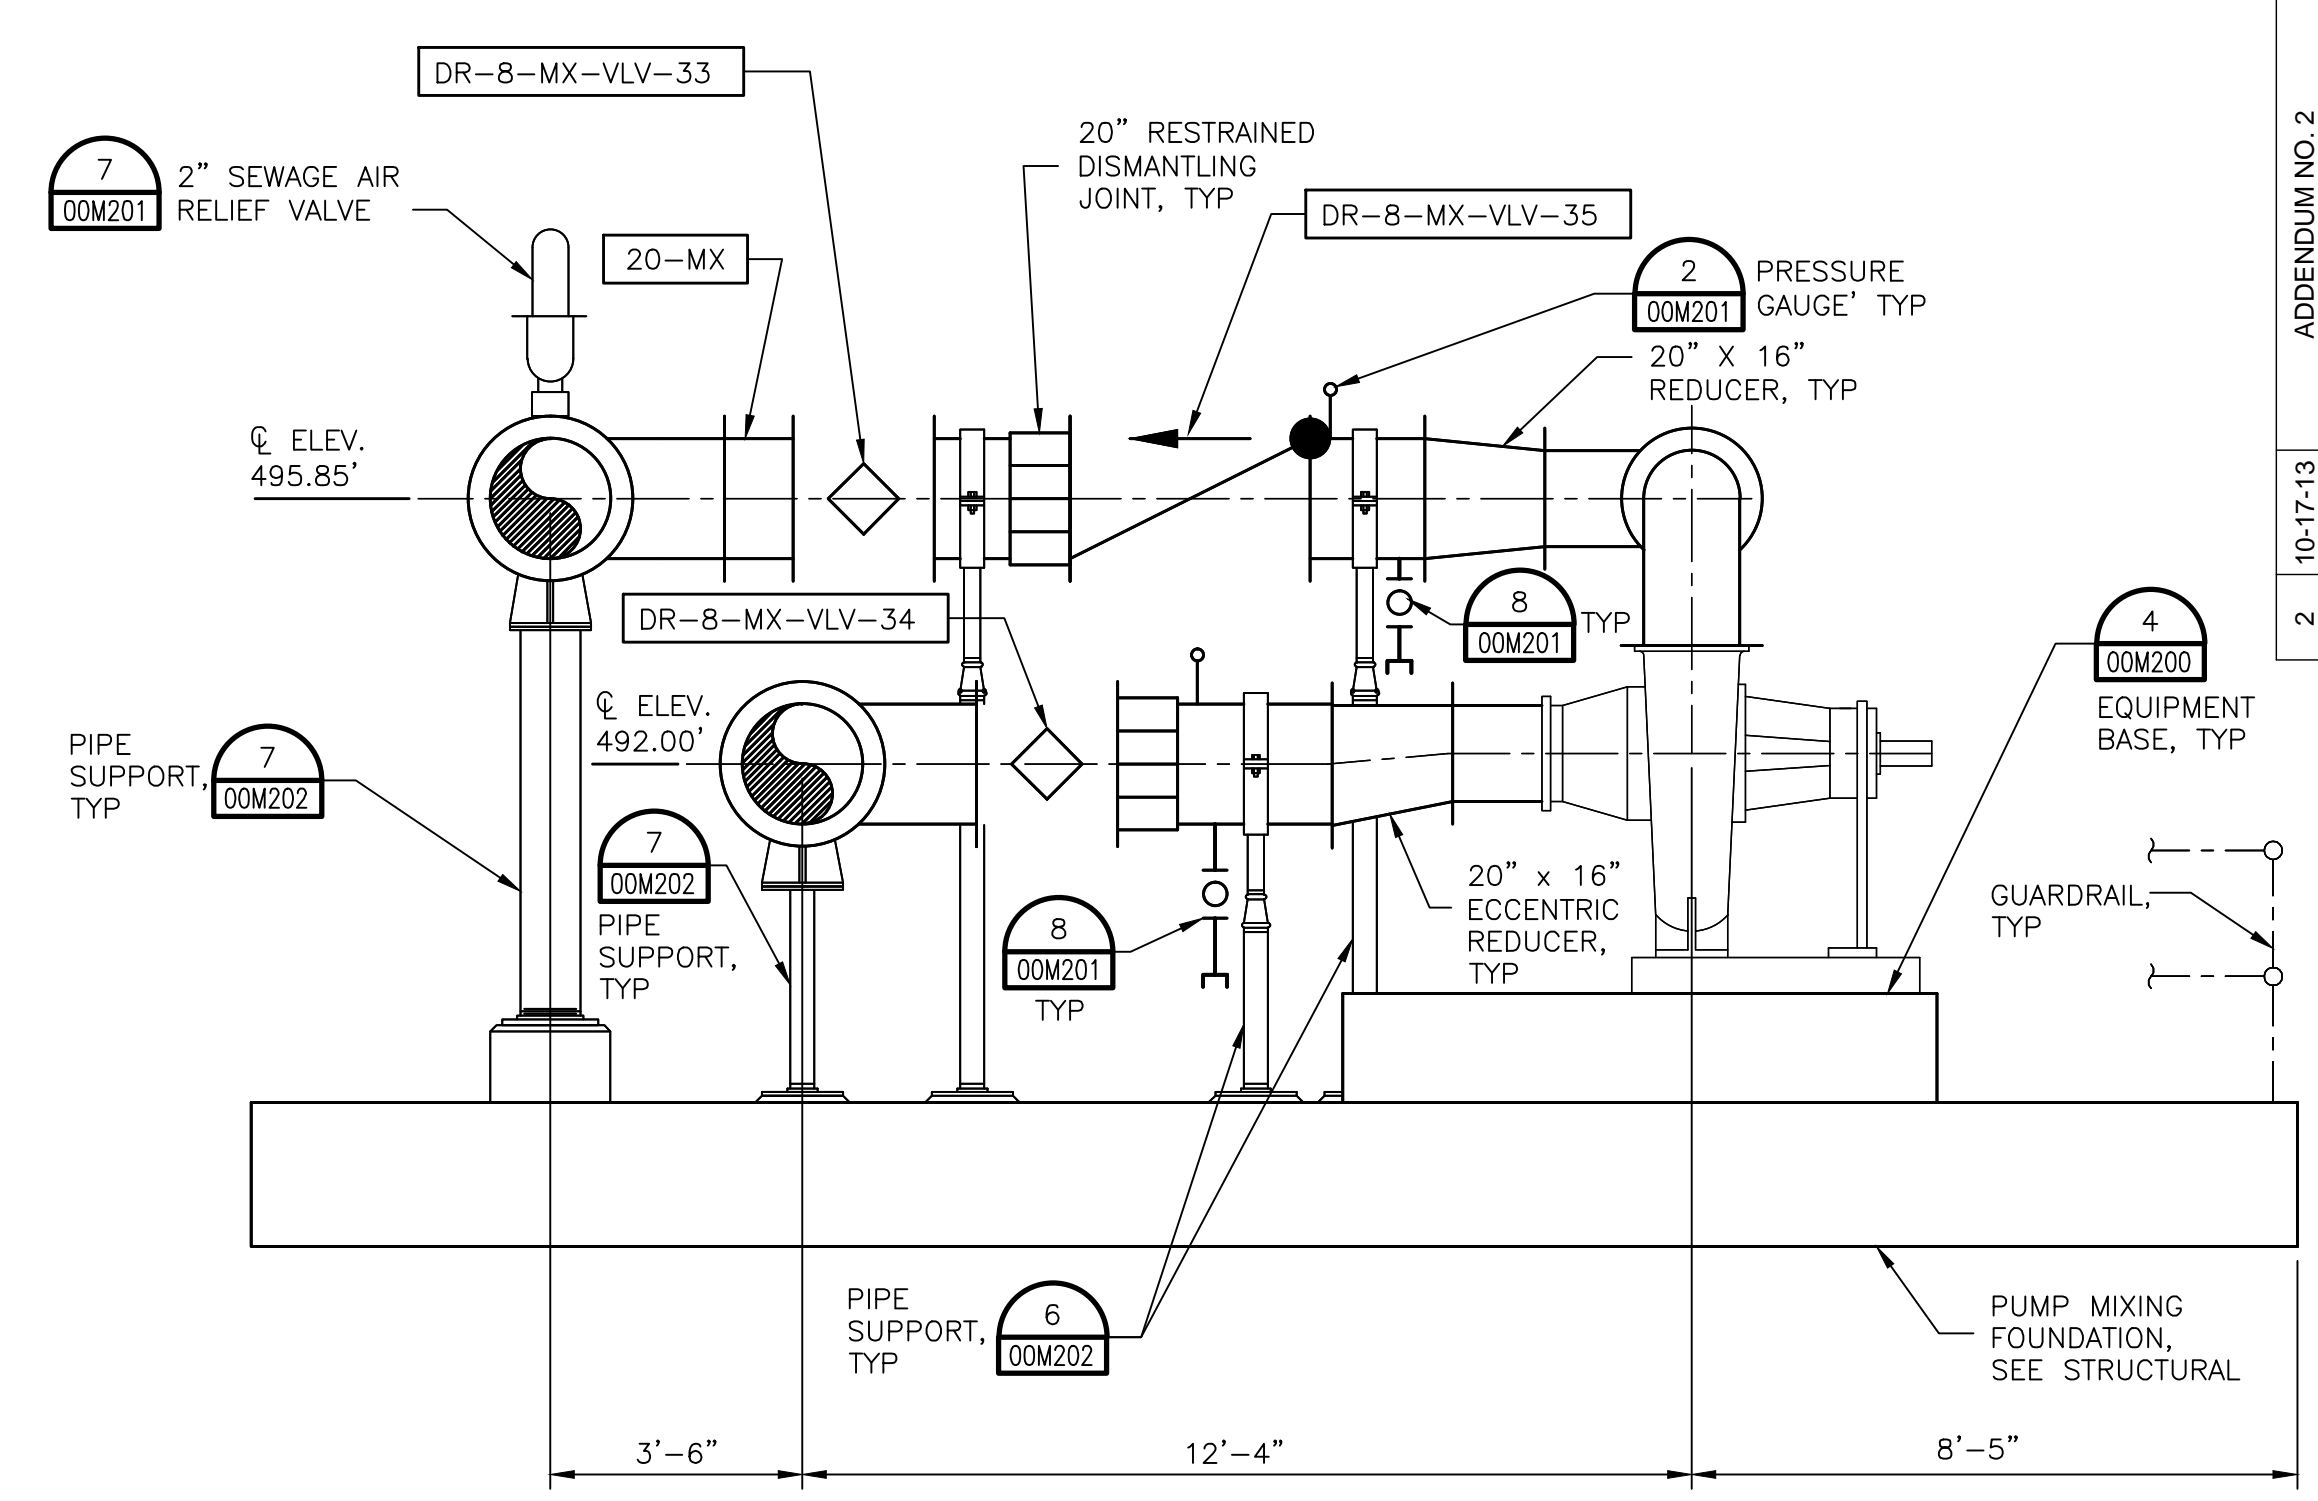 DR-8-MX-VLV-33
7
00M201
2" SEWAGE AIR
RELIEF VALVE
20-MX
20" RESTRAINED
DISMANTLING
JOINT, TYP
DR-8-MX-VLV-35
2
00M201
PRESSURE
GAUGE' TYP
20" X 16"
REDUCER, TYP
ADDENDUM NO. 2
10-17-13
2
℄ ELEV.
495.85'
DR-8-MX-VLV-34
8
00M201
TYP
4
00M200
EQUIPMENT
BASE, TYP
℄ ELEV.
492.00'
PIPE
SUPPORT,
TYP
7
00M202
7
00M202
PIPE
SUPPORT,
TYP
8
00M201
TYP
20" x 16"
ECCENTRIC
REDUCER,
TYP
GUARDRAIL,
TYP
PIPE
SUPPORT,
TYP
6
00M202
PUMP MIXING
FOUNDATION,
SEE STRUCTURAL
3'-6"
12'-4"
8'-5"